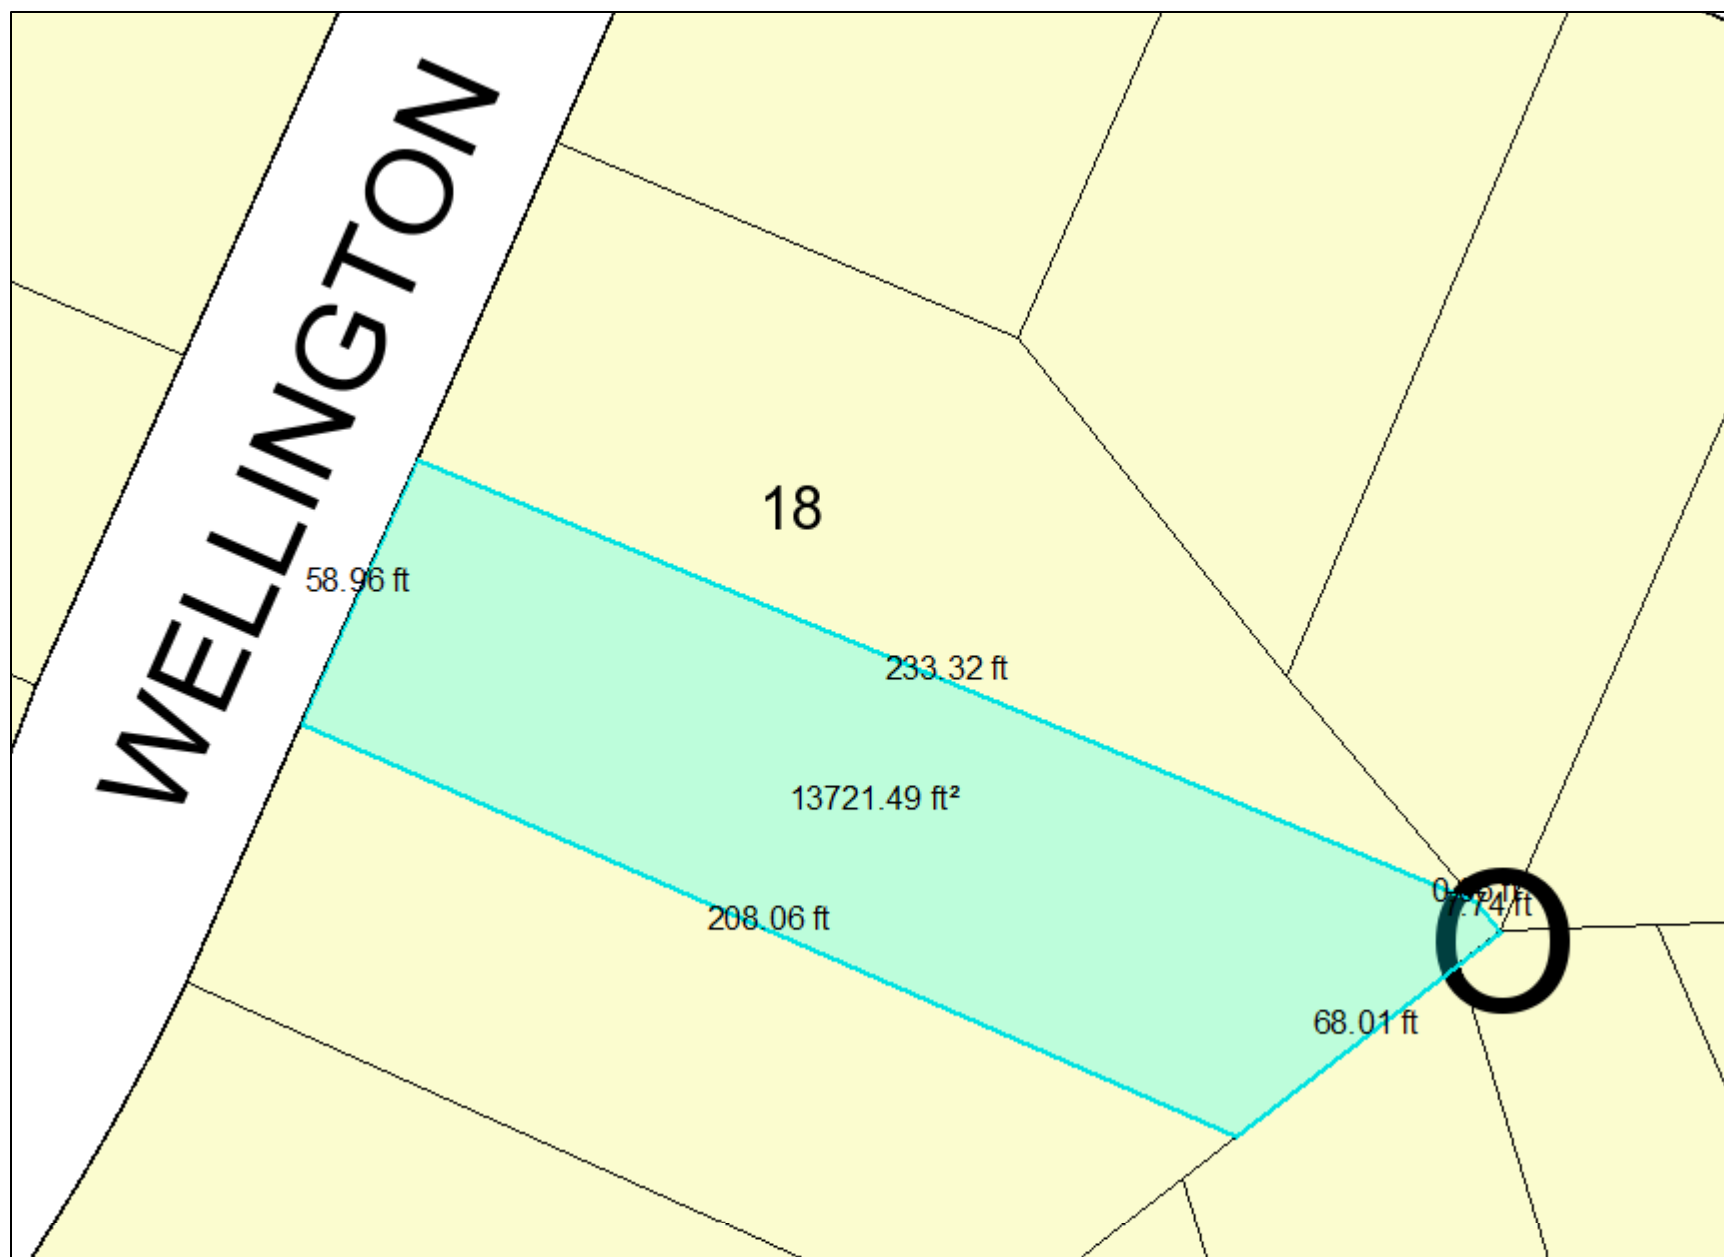 WELLINGTON
18
58.96 ft
233.32 ft
13721.49 ft²
7.74 ft
208.06 ft
O
68.01 ft